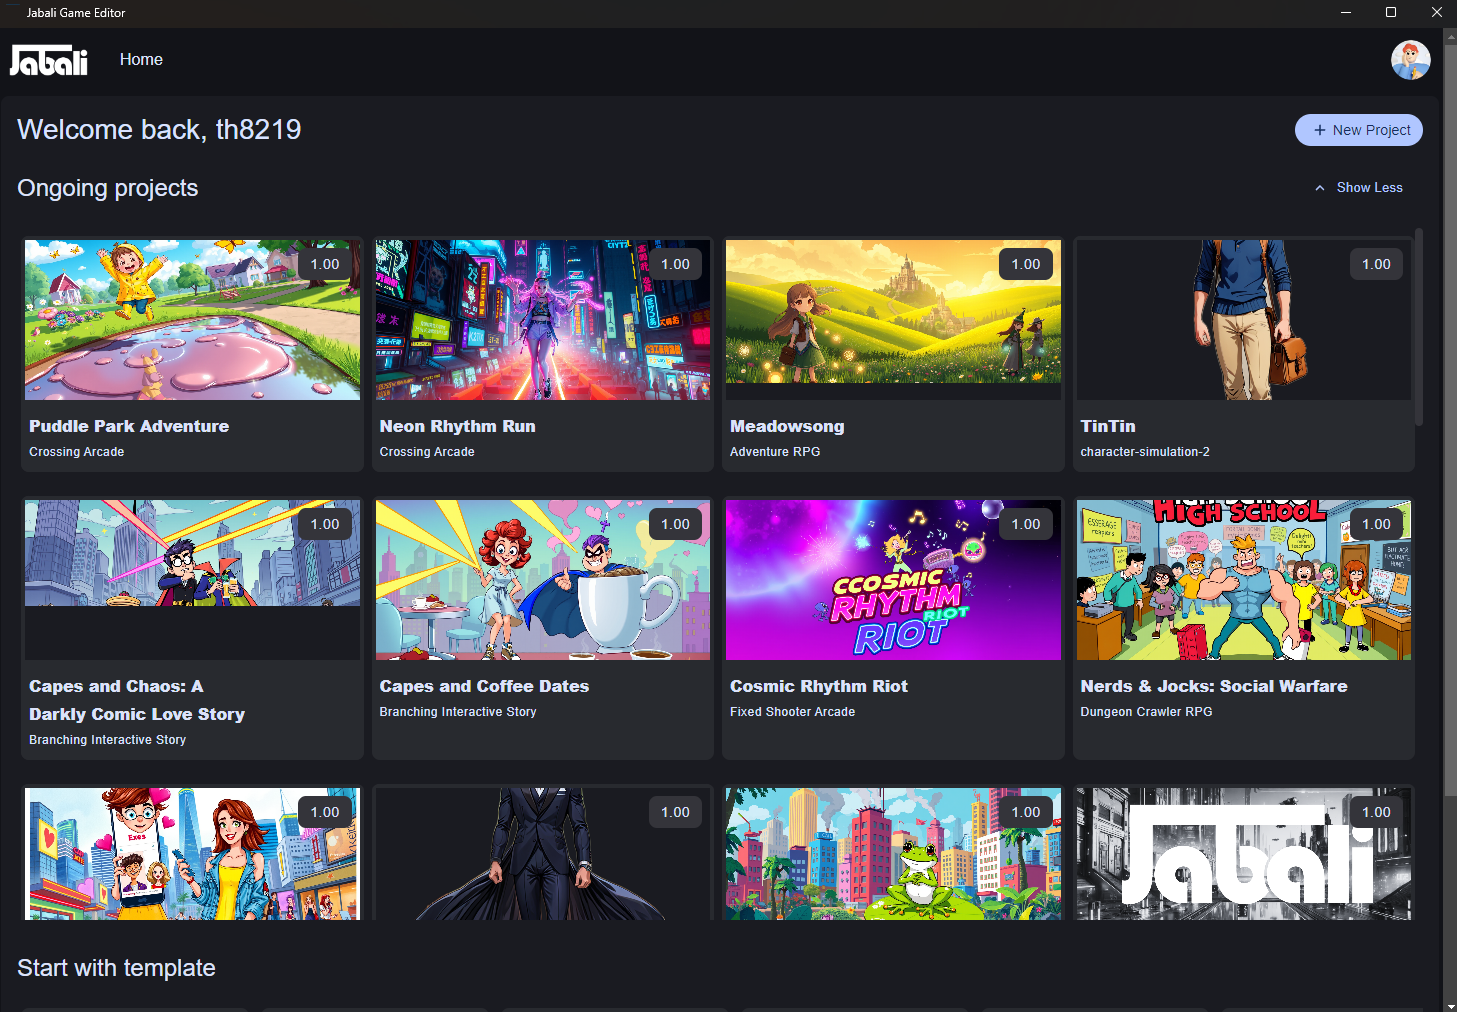 Jabali Game Editor
Jabali
Home
Welcome back, th8219
+ New Project
Ongoing projects
Show Less
1.00
1.00
1.00
1.00
Puddle Park Adventure
Crossing Arcade
Neon Rhythm Run
Crossing Arcade
Meadowsong
Adventure RPG
TinTin
character-simulation-2
1.00
1.00
1.00
1.00
CCOSMIC
RHYTHM
RIOT
RIOT
HIGH SCHOOL
Capes and Chaos: A
Darkly Comic Love Story
Branching Interactive Story
Capes and Coffee Dates
Branching Interactive Story
Cosmic Rhythm Riot
Fixed Shooter Arcade
Nerds & Jocks: Social Warfare
Dungeon Crawler RPG
1.00
1.00
1.00
1.00
Exes
Jabali
Start with template